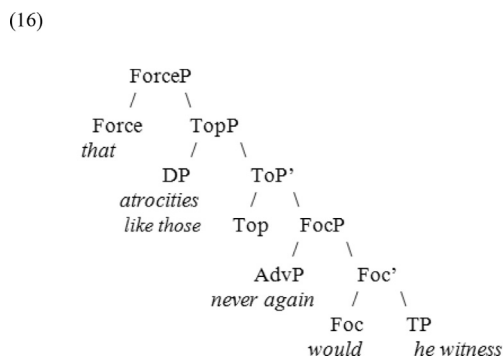 (16)
ForceP
/ \
Force TopP
that / \
DP ToP’
atrocities / \
like those Top FocP
/ \
AdvP Foc’
never again / \
Foc TP
would he witness